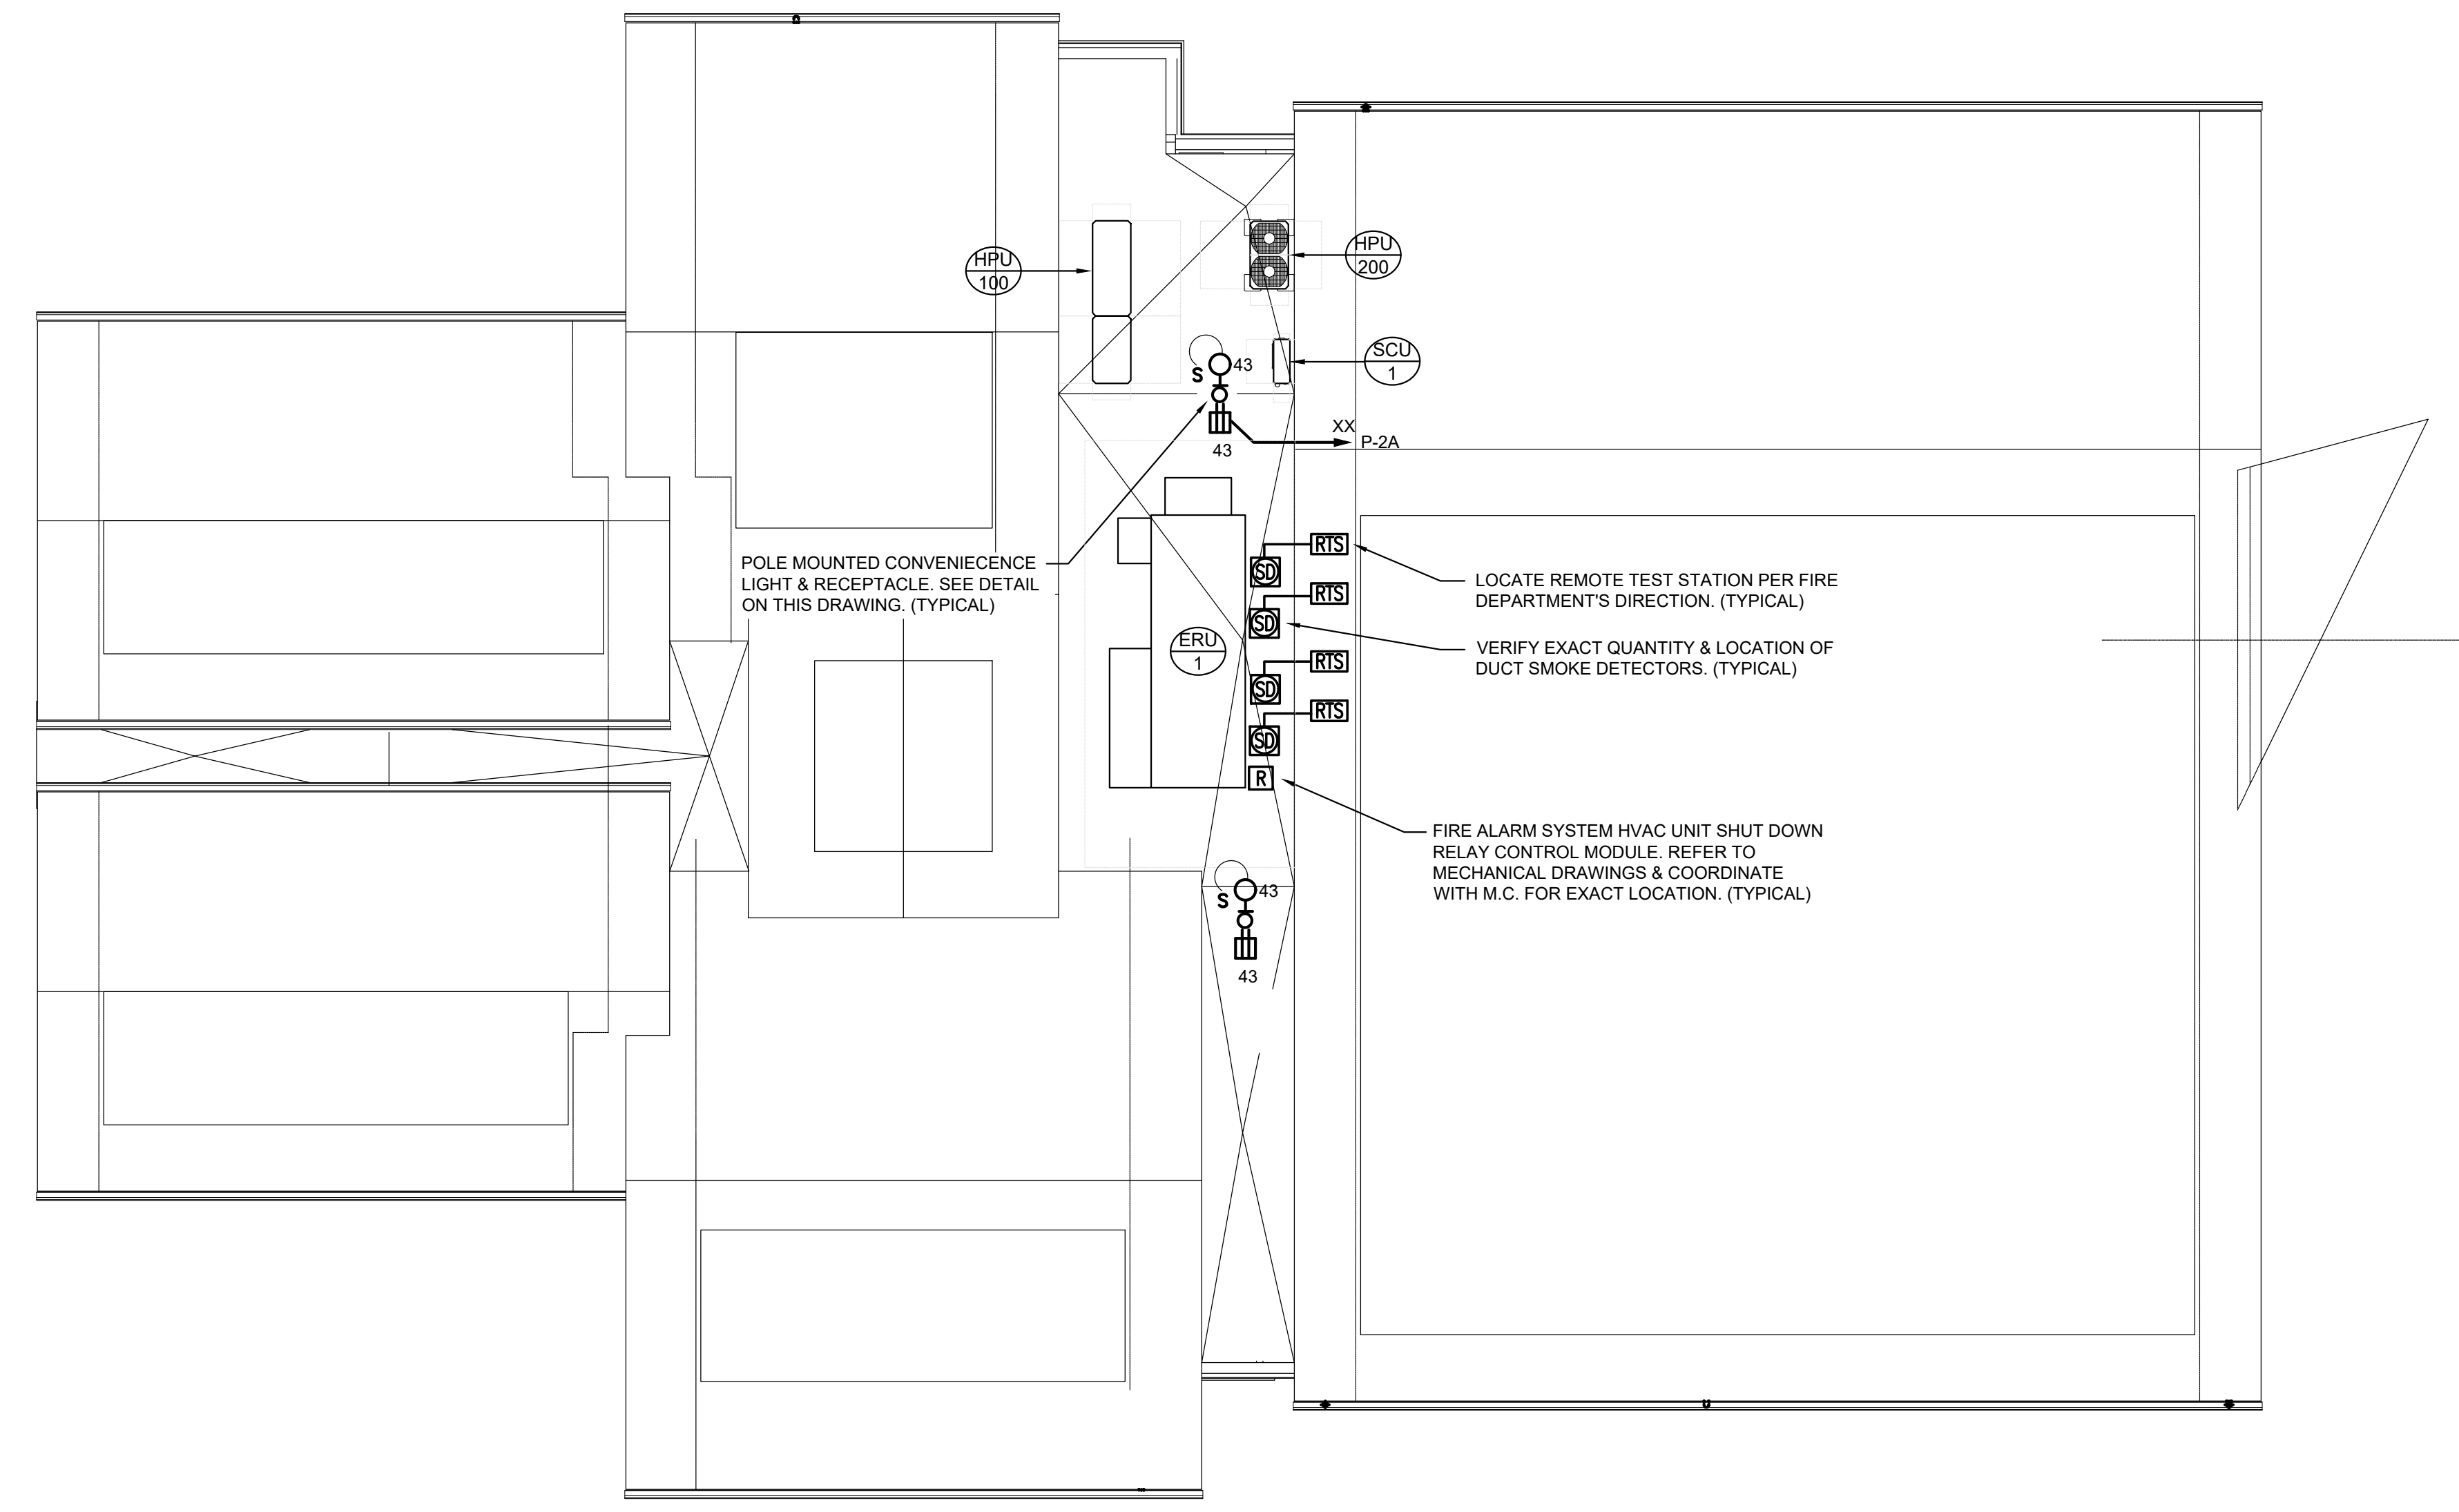 HPU
100
HPU
200
SCU
1
S
43
43
XX
P-2A
POLE MOUNTED CONVENIECENCE
LIGHT & RECEPTACLE. SEE DETAIL
ON THIS DRAWING. (TYPICAL)
RTS
SD
RTS
SD
RTS
SD
RTS
SD
R
ERU
1
LOCATE REMOTE TEST STATION PER FIRE
DEPARTMENT'S DIRECTION. (TYPICAL)
VERIFY EXACT QUANTITY & LOCATION OF
DUCT SMOKE DETECTORS. (TYPICAL)
FIRE ALARM SYSTEM HVAC UNIT SHUT DOWN
RELAY CONTROL MODULE. REFER TO
MECHANICAL DRAWINGS & COORDINATE
WITH M.C. FOR EXACT LOCATION. (TYPICAL)
S
43
43